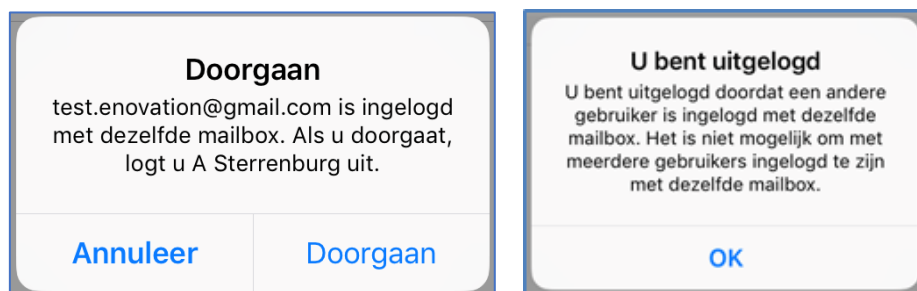 Doorgaan
test.enovation@gmail.com is ingelogd
met dezelfde mailbox. Als u doorgaat,
logt u A Sterrenburg uit.
Annuleer
Doorgaan
U bent uitgelogd
U bent uitgelogd doordat een andere
gebruiker is ingelogd met dezelfde
mailbox. Het is niet mogelijk om met
meerdere gebruikers ingelogd te zijn
met dezelfde mailbox.
OK